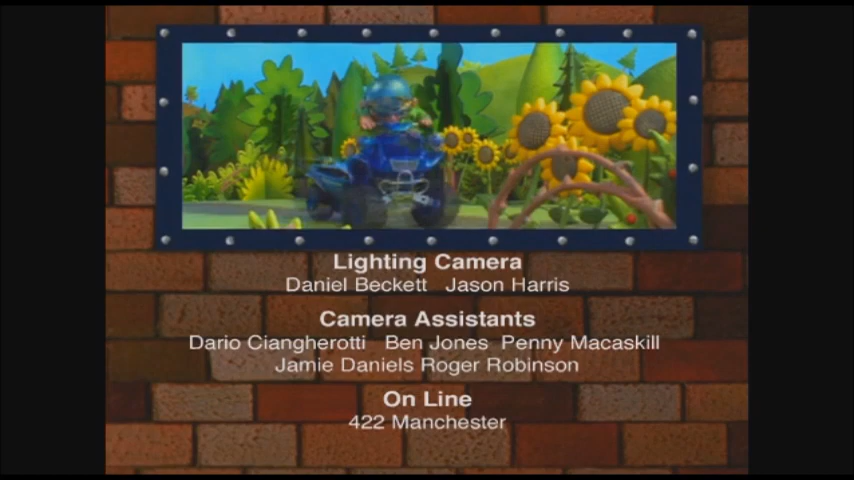 Lighting Camera
Daniel Beckett Jason Harris
Camera Assistants
Dario Ciangherotti Ben Jones Penny Macaskill
Jamie Daniels Roger Robinson
On Line
422 Manchester